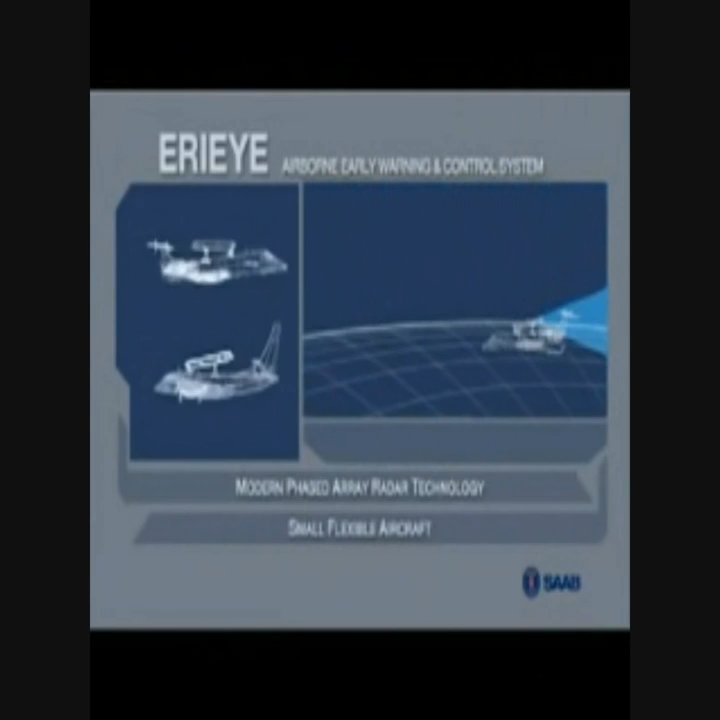 ERIEYE AIRBORNE EARLY WARNING & CONTROL SYSTEM
MODERN PHASED ARRAY RADAR TECHNOLOGY
SMALL FLEXIBLE AIRCRAFT
SAAB